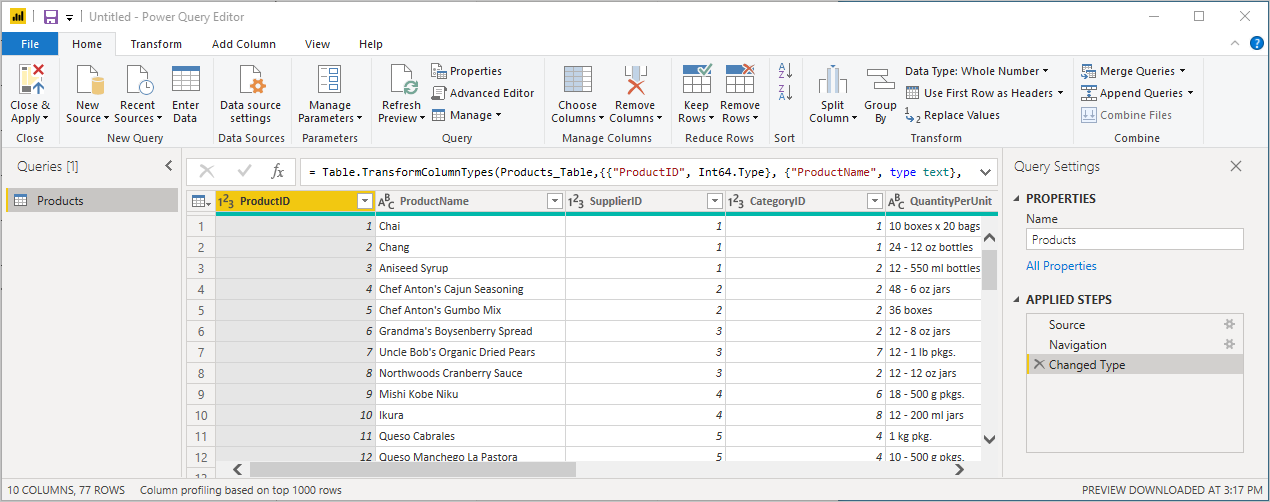 Untitled - Power Query Editor
File Home Transform Add Column View Help
Close & Apply
New Source
Recent Sources
Enter Data
Data source settings
Manage Parameters
Refresh Preview
Properties
Advanced Editor
Manage
Choose Columns
Remove Columns
Keep Rows
Remove Rows
Split Column
Group By
Data Type: Whole Number
Use First Row as Headers
Replace Values
Merge Queries
Append Queries
Combine Files
Close New Query Data Sources Parameters Query Manage Columns Reduce Rows Sort Transform Combine
Queries [1]
Products
= Table.TransformColumnTypes(Products_Table,{{"ProductID", Int64.Type}, {"ProductName", type text},
ProductID ProductName SupplierID CategoryID QuantityPerUnit
1 1 Chai 1 1 10 boxes x 20 bags
2 2 Chang 1 1 24 - 12 oz bottles
3 3 Aniseed Syrup 1 2 12 - 550 ml bottles
4 4 Chef Anton's Cajun Seasoning 2 2 48 - 6 oz jars
5 5 Chef Anton's Gumbo Mix 2 2 36 boxes
6 6 Grandma's Boysenberry Spread 3 2 12 - 8 oz jars
7 7 Uncle Bob's Organic Dried Pears 3 7 12 - 1 lb pkgs.
8 8 Northwoods Cranberry Sauce 3 2 12 - 12 oz jars
9 9 Mishi Kobe Niku 4 6 18 - 500 g pkgs.
10 10 Ikura 4 8 12 - 200 ml jars
11 11 Queso Cabrales 5 4 1 kg pkg.
12 12 Queso Manchego La Pastora 5 4 10 - 500 g pkgs.
13
Query Settings
PROPERTIES
Name
Products
All Properties
APPLIED STEPS
Source
Navigation
Changed Type
10 COLUMNS, 77 ROWS Column profiling based on top 1000 rows PREVIEW DOWNLOADED AT 3:17 PM